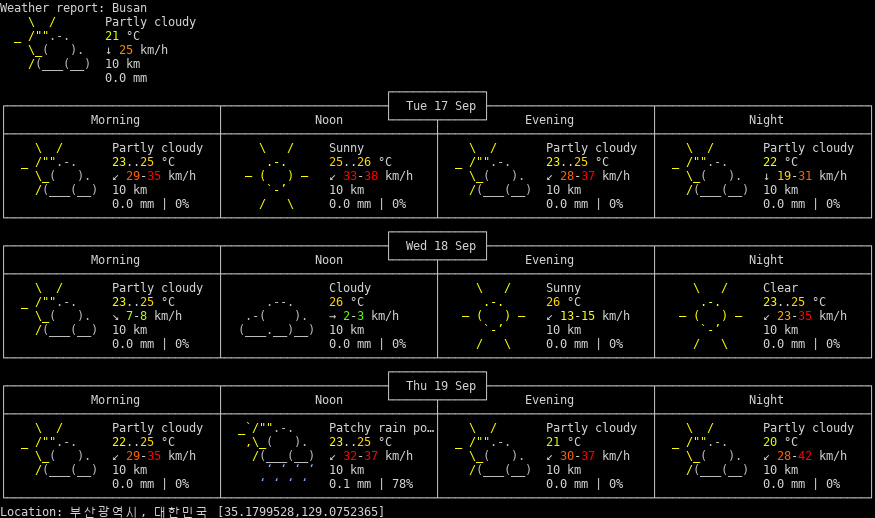 Weather report: Busan
Partly cloudy
21 °C
↓ 25 km/h
10 km
0.0 mm
Tue 17 Sep
Morning Noon Evening Night
Partly cloudy Sunny Partly cloudy Partly cloudy
23..25 °C 25..26 °C 23..25 °C 22 °C
↙ 29-35 km/h ↙ 33-38 km/h ↙ 28-37 km/h ↓ 19-31 km/h
10 km 10 km 10 km 10 km
0.0 mm | 0% 0.0 mm | 0% 0.0 mm | 0% 0.0 mm | 0%
Wed 18 Sep
Morning Noon Evening Night
Partly cloudy Cloudy Sunny Clear
23..25 °C 26 °C 26 °C 23..25 °C
↘ 7-8 km/h → 2-3 km/h ↙ 13-15 km/h ↙ 23-35 km/h
10 km 10 km 10 km 10 km
0.0 mm | 0% 0.0 mm | 0% 0.0 mm | 0% 0.0 mm | 0%
Thu 19 Sep
Morning Noon Evening Night
Partly cloudy Patchy rain po… Partly cloudy Partly cloudy
22..25 °C 23..25 °C 21 °C 20 °C
↙ 29-35 km/h ↙ 32-37 km/h ↙ 30-37 km/h ↙ 28-42 km/h
10 km 10 km 10 km 10 km
0.0 mm | 0% 0.1 mm | 78% 0.0 mm | 0% 0.0 mm | 0%
Location: 부산광역시, 대한민국 [35.1799528,129.0752365]